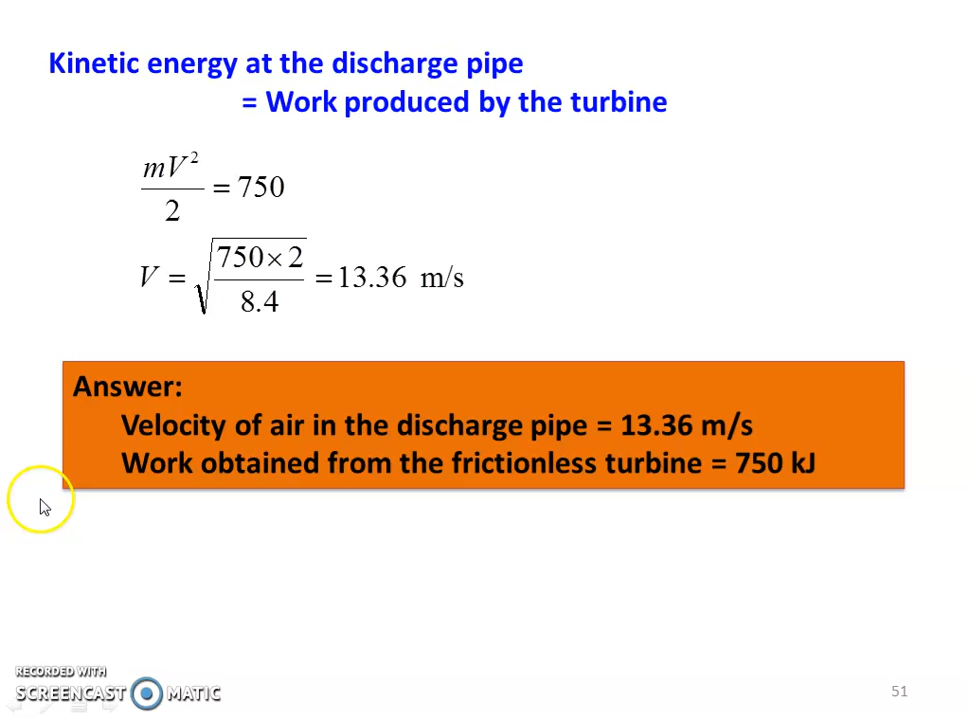 Kinetic energy at the discharge pipe
= Work produced by the turbine
mV²/2 = 750
V = √(750 × 2 / 8.4) = 13.36 m/s
Answer:
Velocity of air in the discharge pipe = 13.36 m/s
Work obtained from the frictionless turbine = 750 kJ
RECORDED WITH
SCREENCAST MATIC
51